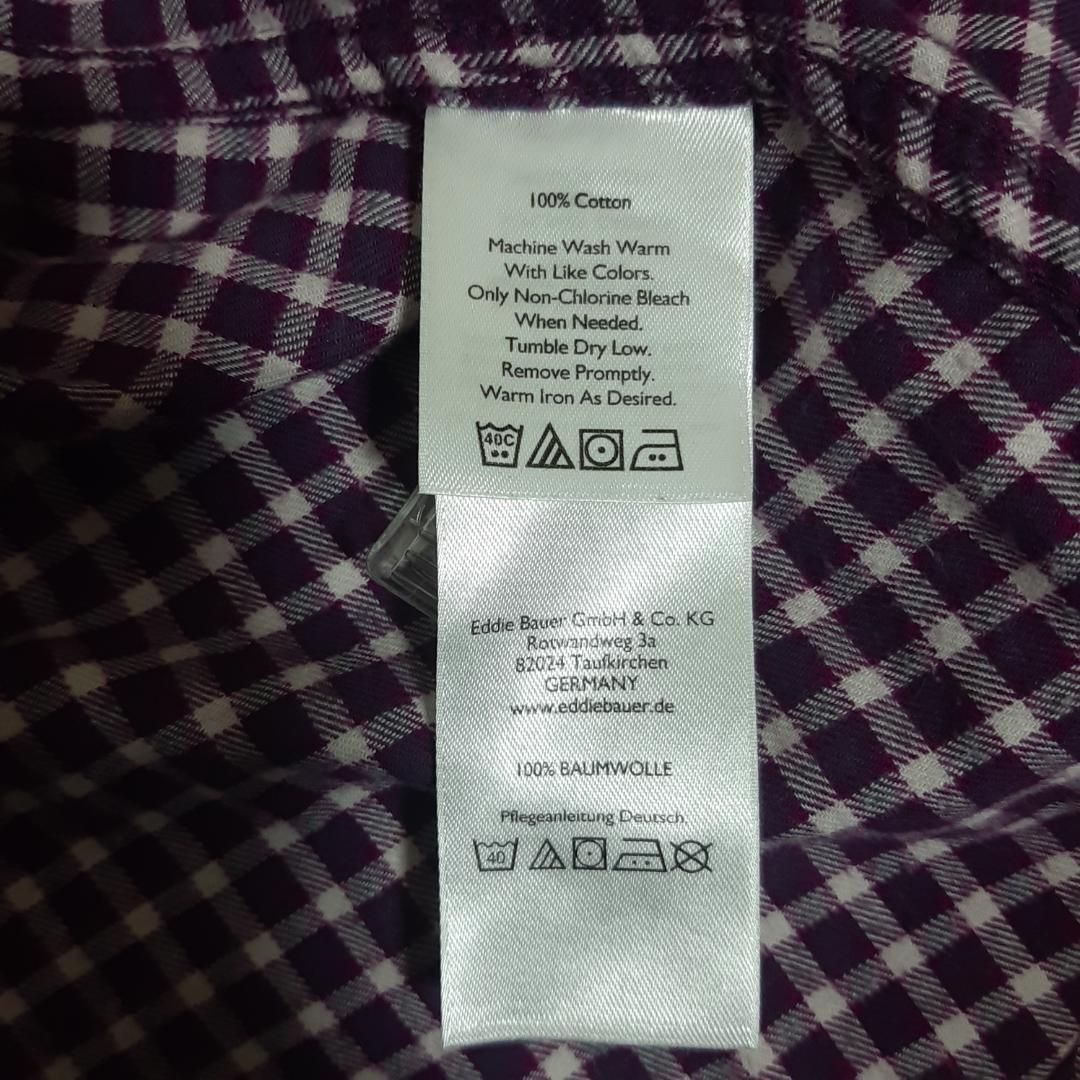 100% Cotton
Machine Wash Warm
With Like Colors.
Only Non-Chlorine Bleach
When Needed.
Tumble Dry Low.
Remove Promptly.
Warm Iron As Desired.
40C
Eddie Bauer GmbH & Co. KG
Rotwandweg 3a
82024 Taufkirchen
GERMANY
www.eddiebauer.de
100% BAUMWOLLE
Pflegeanleitung Deutsch.
40